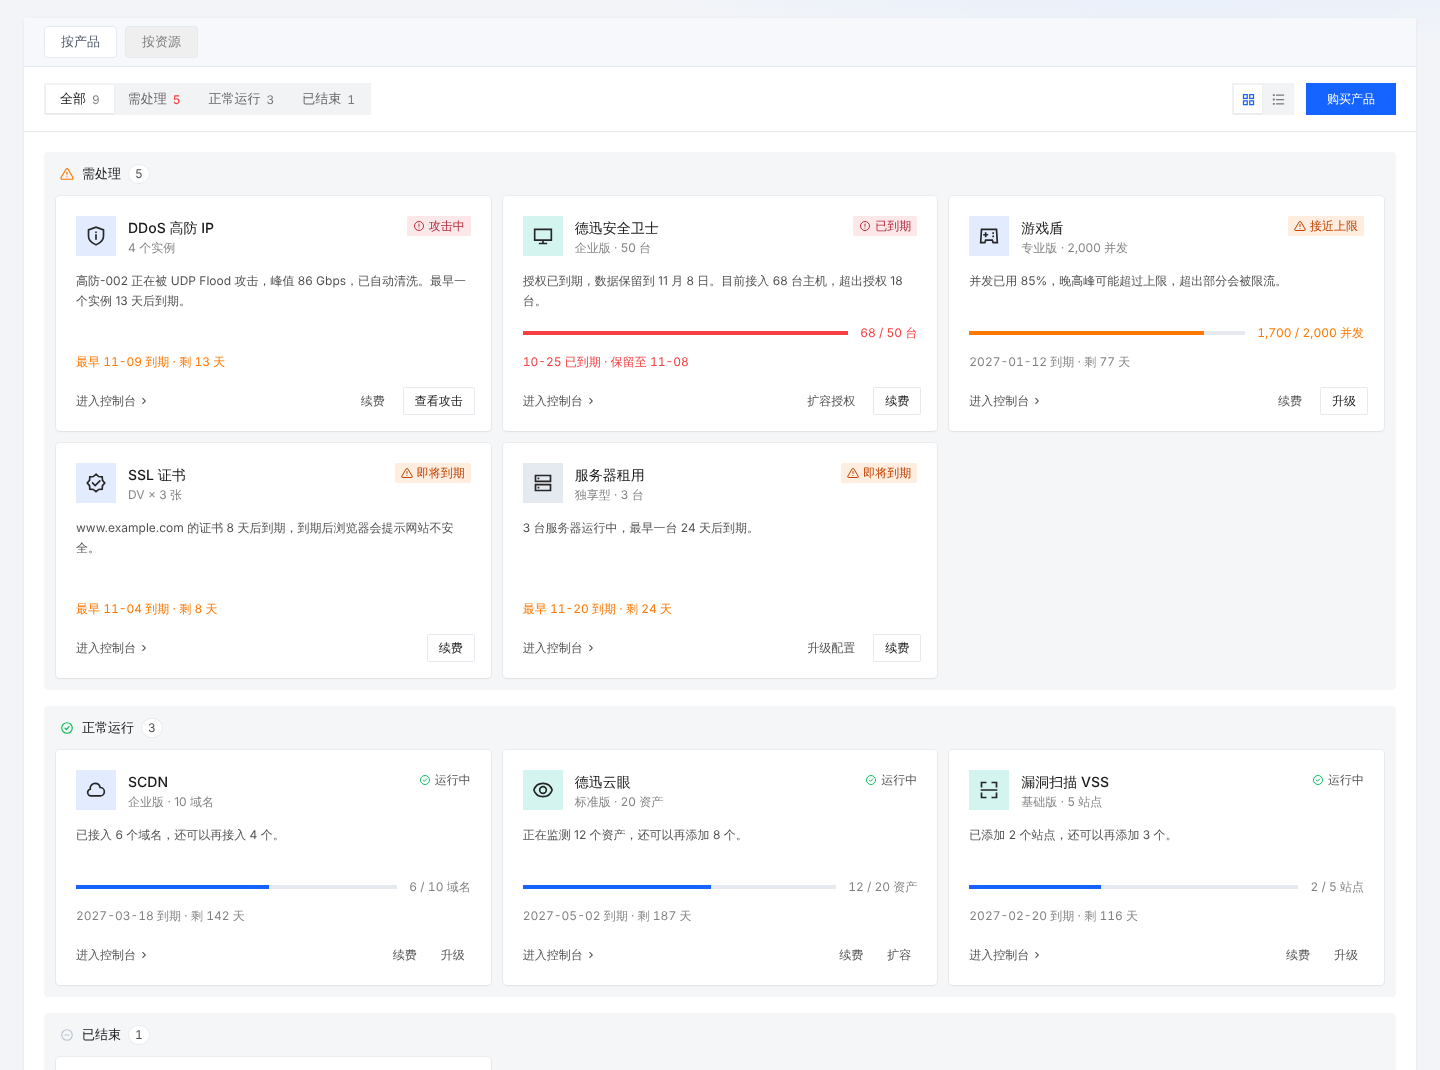 按产品 按资源
全部 9 需处理 5 正常运行 3 已结束 1 购买产品
需处理 5
DDoS 高防 IP 攻击中
4 个实例
高防-002 正在被 UDP Flood 攻击，峰值 86 Gbps，已自动清洗。最早一
个实例 13 天后到期。
最早 11-09 到期 · 剩 13 天
进入控制台 续费 查看攻击
德迅安全卫士 已到期
企业版 · 50 台
授权已到期，数据保留到 11 月 8 日。目前接入 68 台主机，超出授权 18
台。
68 / 50 台
10-25 已到期 · 保留至 11-08
进入控制台 扩容授权 续费
游戏盾 接近上限
专业版 · 2,000 并发
并发已用 85%，晚高峰可能超过上限，超出部分会被限流。
1,700 / 2,000 并发
2027-01-12 到期 · 剩 77 天
进入控制台 续费 升级
SSL 证书 即将到期
DV × 3 张
www.example.com 的证书 8 天后到期，到期后浏览器会提示网站不安
全。
最早 11-04 到期 · 剩 8 天
进入控制台 续费
服务器租用 即将到期
独享型 · 3 台
3 台服务器运行中，最早一台 24 天后到期。
最早 11-20 到期 · 剩 24 天
进入控制台 升级配置 续费
正常运行 3
SCDN 运行中
企业版 · 10 域名
已接入 6 个域名，还可以再接入 4 个。
6 / 10 域名
2027-03-18 到期 · 剩 142 天
进入控制台 续费 升级
德迅云眼 运行中
标准版 · 20 资产
正在监测 12 个资产，还可以再添加 8 个。
12 / 20 资产
2027-05-02 到期 · 剩 187 天
进入控制台 续费 扩容
漏洞扫描 VSS 运行中
基础版 · 5 站点
已添加 2 个站点，还可以再添加 3 个。
2 / 5 站点
2027-02-20 到期 · 剩 116 天
进入控制台 续费 升级
已结束 1